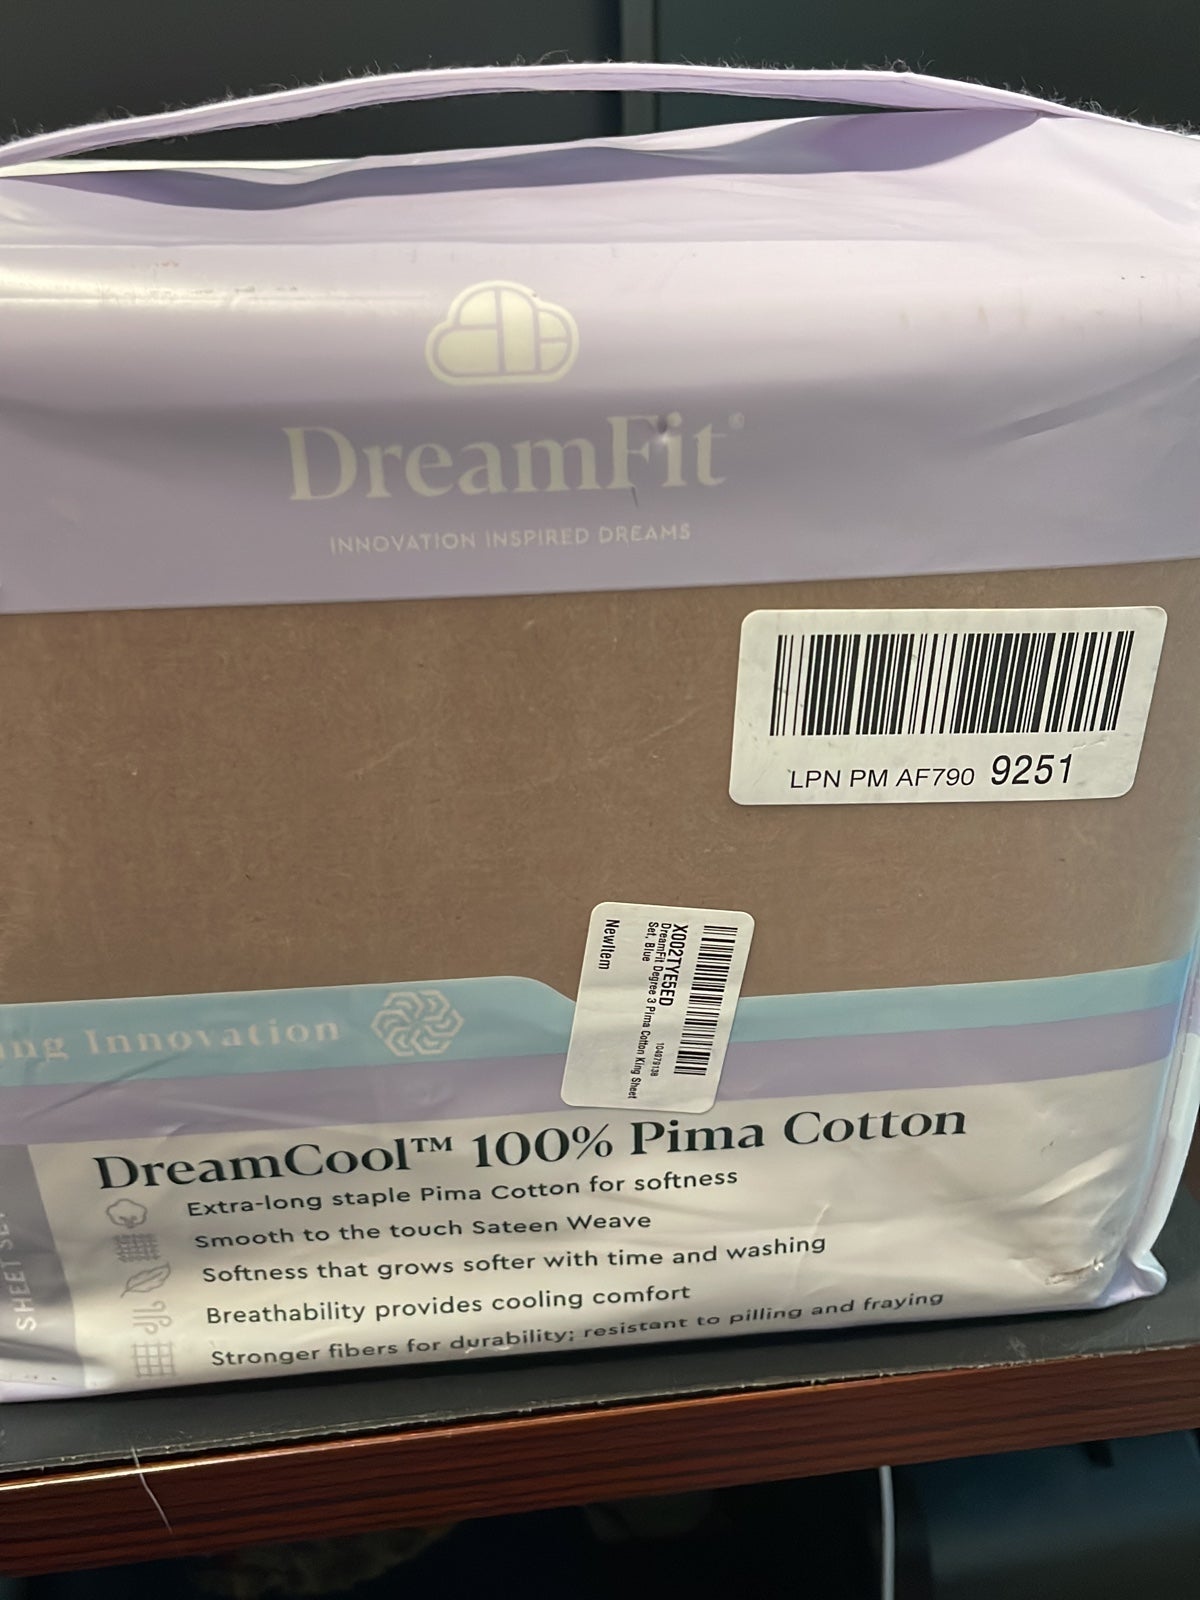 DreamFit®
INNOVATION INSPIRED DREAMS
LPN PM AF790 9251
X002TYE5ED
DreamFit Degree 3 Pima Cotton King Sheet
Set, Blue
NewItem
Innovation
DreamCool™ 100% Pima Cotton
Extra-long staple Pima Cotton for softness
Smooth to the touch Sateen Weave
Softness that grows softer with time and washing
Breathability provides cooling comfort
Stronger fibers for durability; resistant to pilling and fraying
SHEET SET